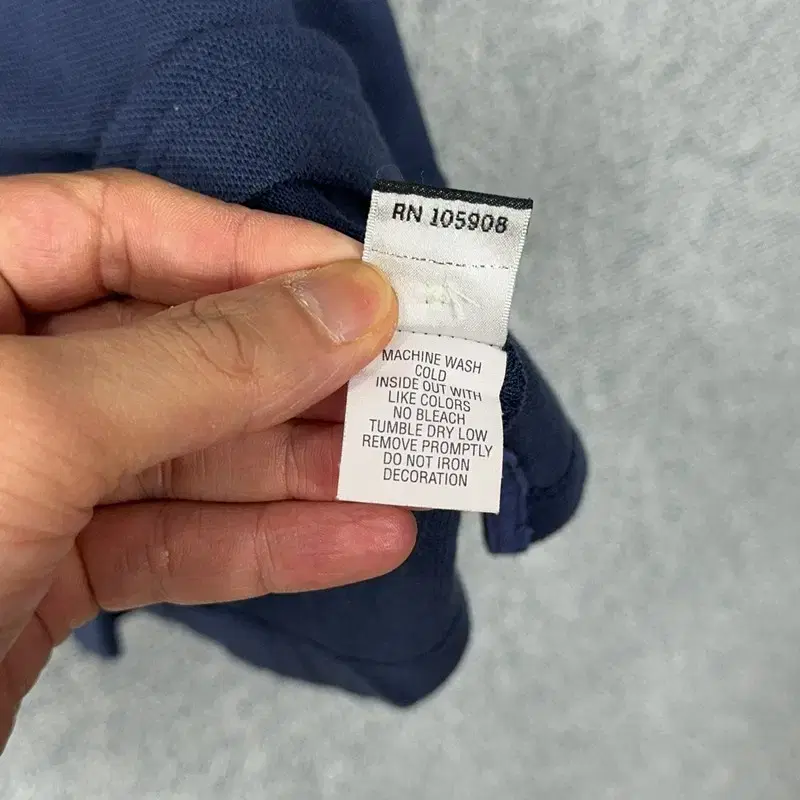 RN 105908
MACHINE WASH
COLD
INSIDE OUT WITH
LIKE COLORS
NO BLEACH
TUMBLE DRY LOW
REMOVE PROMPTLY
DO NOT IRON
DECORATION